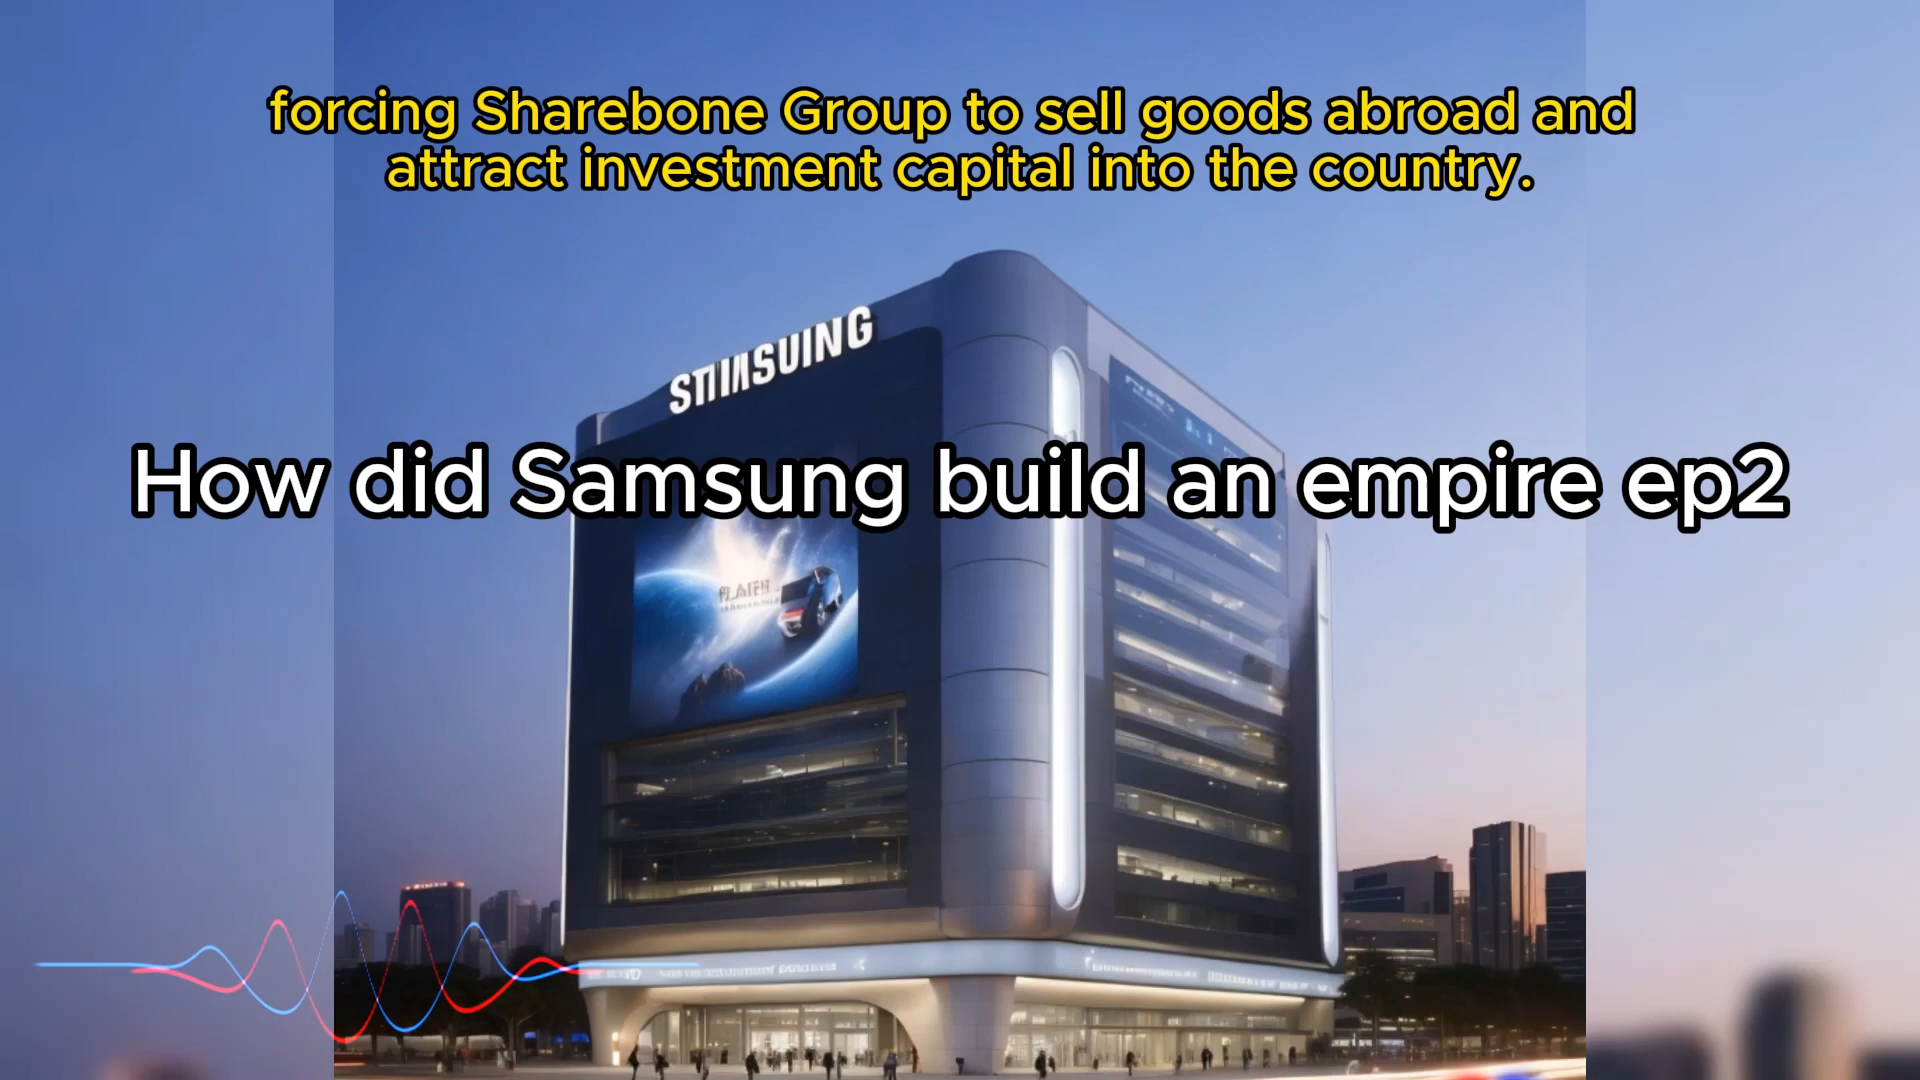 forcing Sharebone Group to sell goods abroad and
attract investment capital into the country.
STIMSUING
How did Samsung build an empire ep2